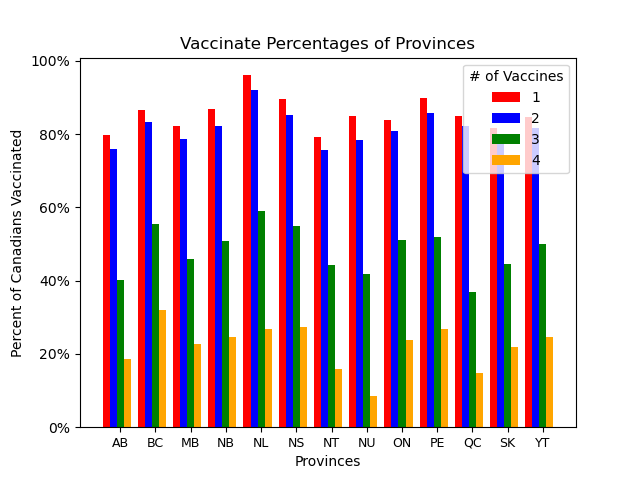 Vaccinate Percentages of Provinces
# of Vaccines
1
2
3
4
100%
80%
60%
40%
20%
0%
Percent of Canadians Vaccinated
AB BC MB NB NL NS NT NU ON PE QC SK YT
Provinces